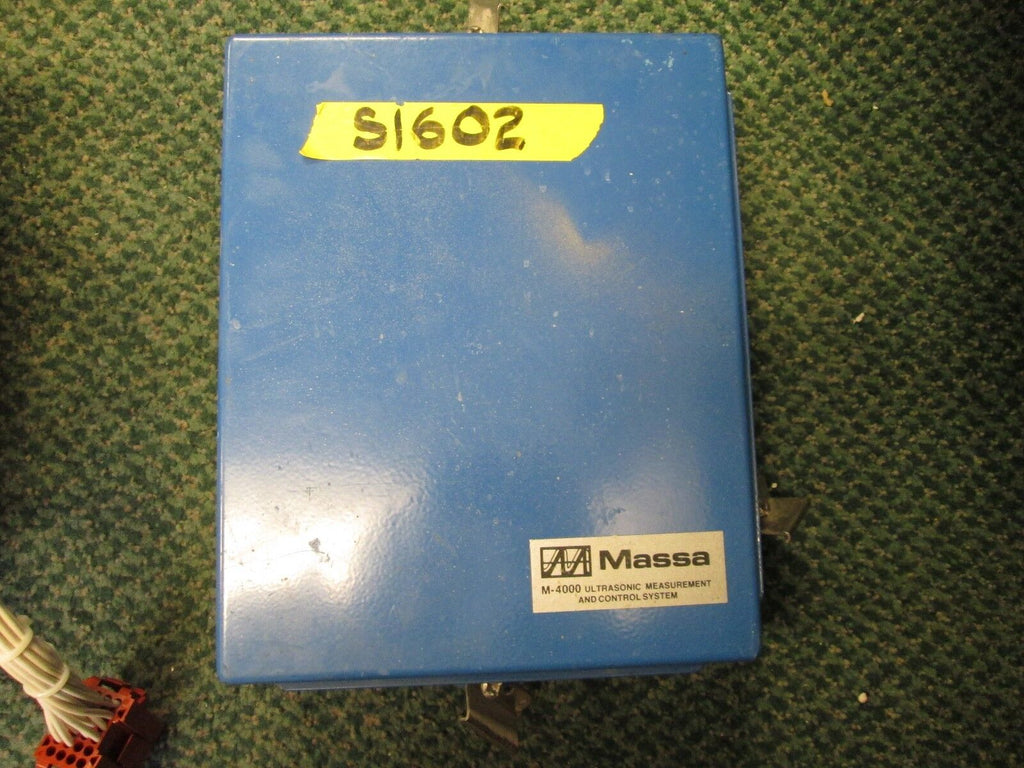 S1602
Massa
M-4000 ULTRASONIC MEASUREMENT
AND CONTROL SYSTEM